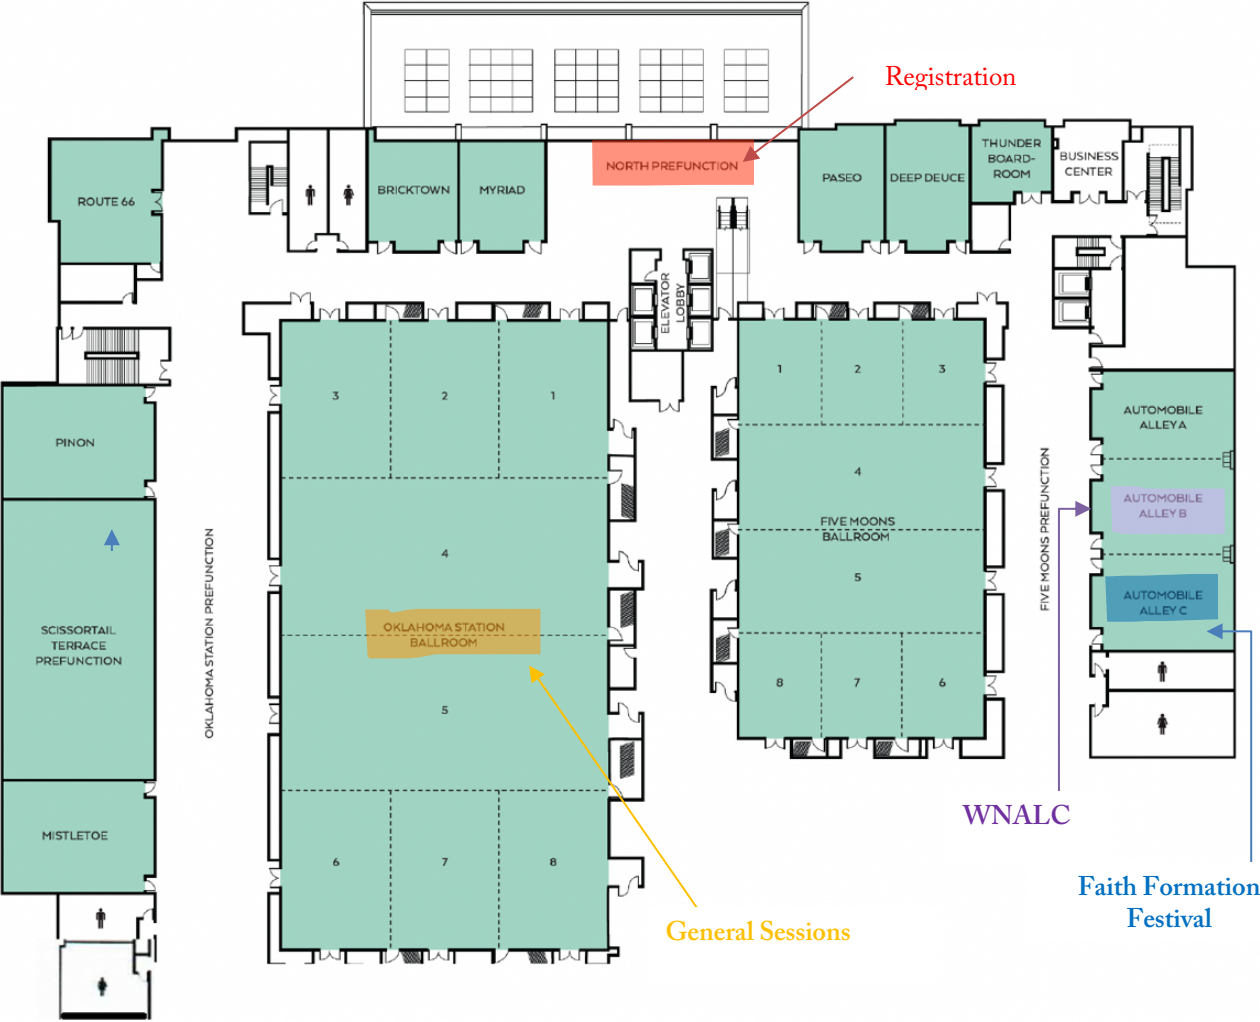 Registration
NORTH PREFUNCTION
ROUTE 66
BRICKTOWN
MYRIAD
PASEO
DEEP DEUCE
THUNDER
BOARD-
ROOM
BUSINESS
CENTER
ELEVATOR
LOBBY
3
2
1
4
OKLAHOMA STATION
BALLROOM
5
6
7
8
1
2
3
4
FIVE MOONS
BALLROOM
5
8
7
6
PINON
SCISSORTAIL
TERRACE
PREFUNCTION
MISTLETOE
OKLAHOMA STATION PREFUNCTION
FIVE MOONS PREFUNCTION
AUTOMOBILE
ALLEY A
AUTOMOBILE
ALLEY B
AUTOMOBILE
ALLEY C
WNALC
Faith Formation
Festival
General Sessions